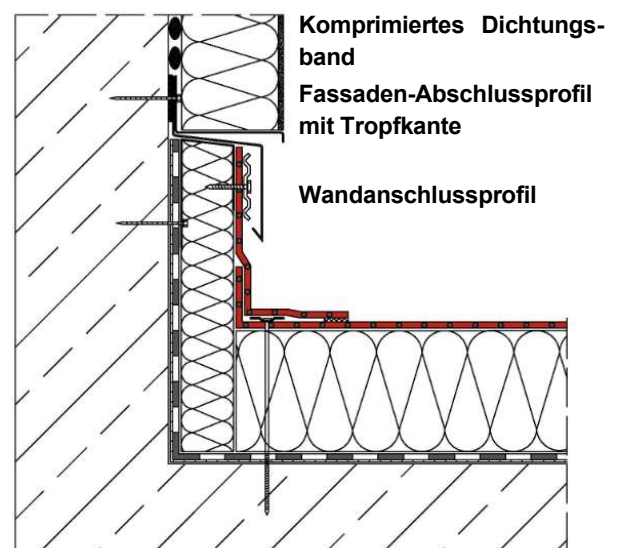 Komprimiertes Dichtungs-
band
Fassaden-Abschlussprofil
mit Tropfkante
Wandanschlussprofil